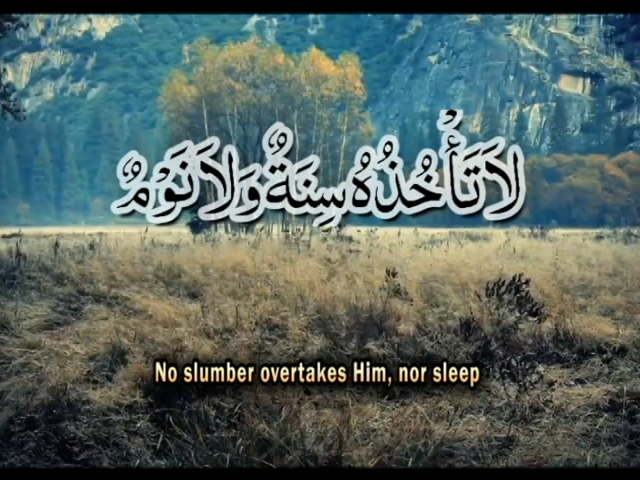 لَا تَأْخُذُهُ سِنَةٌ وَلَا نَوْمٌ
No slumber overtakes Him, nor sleep